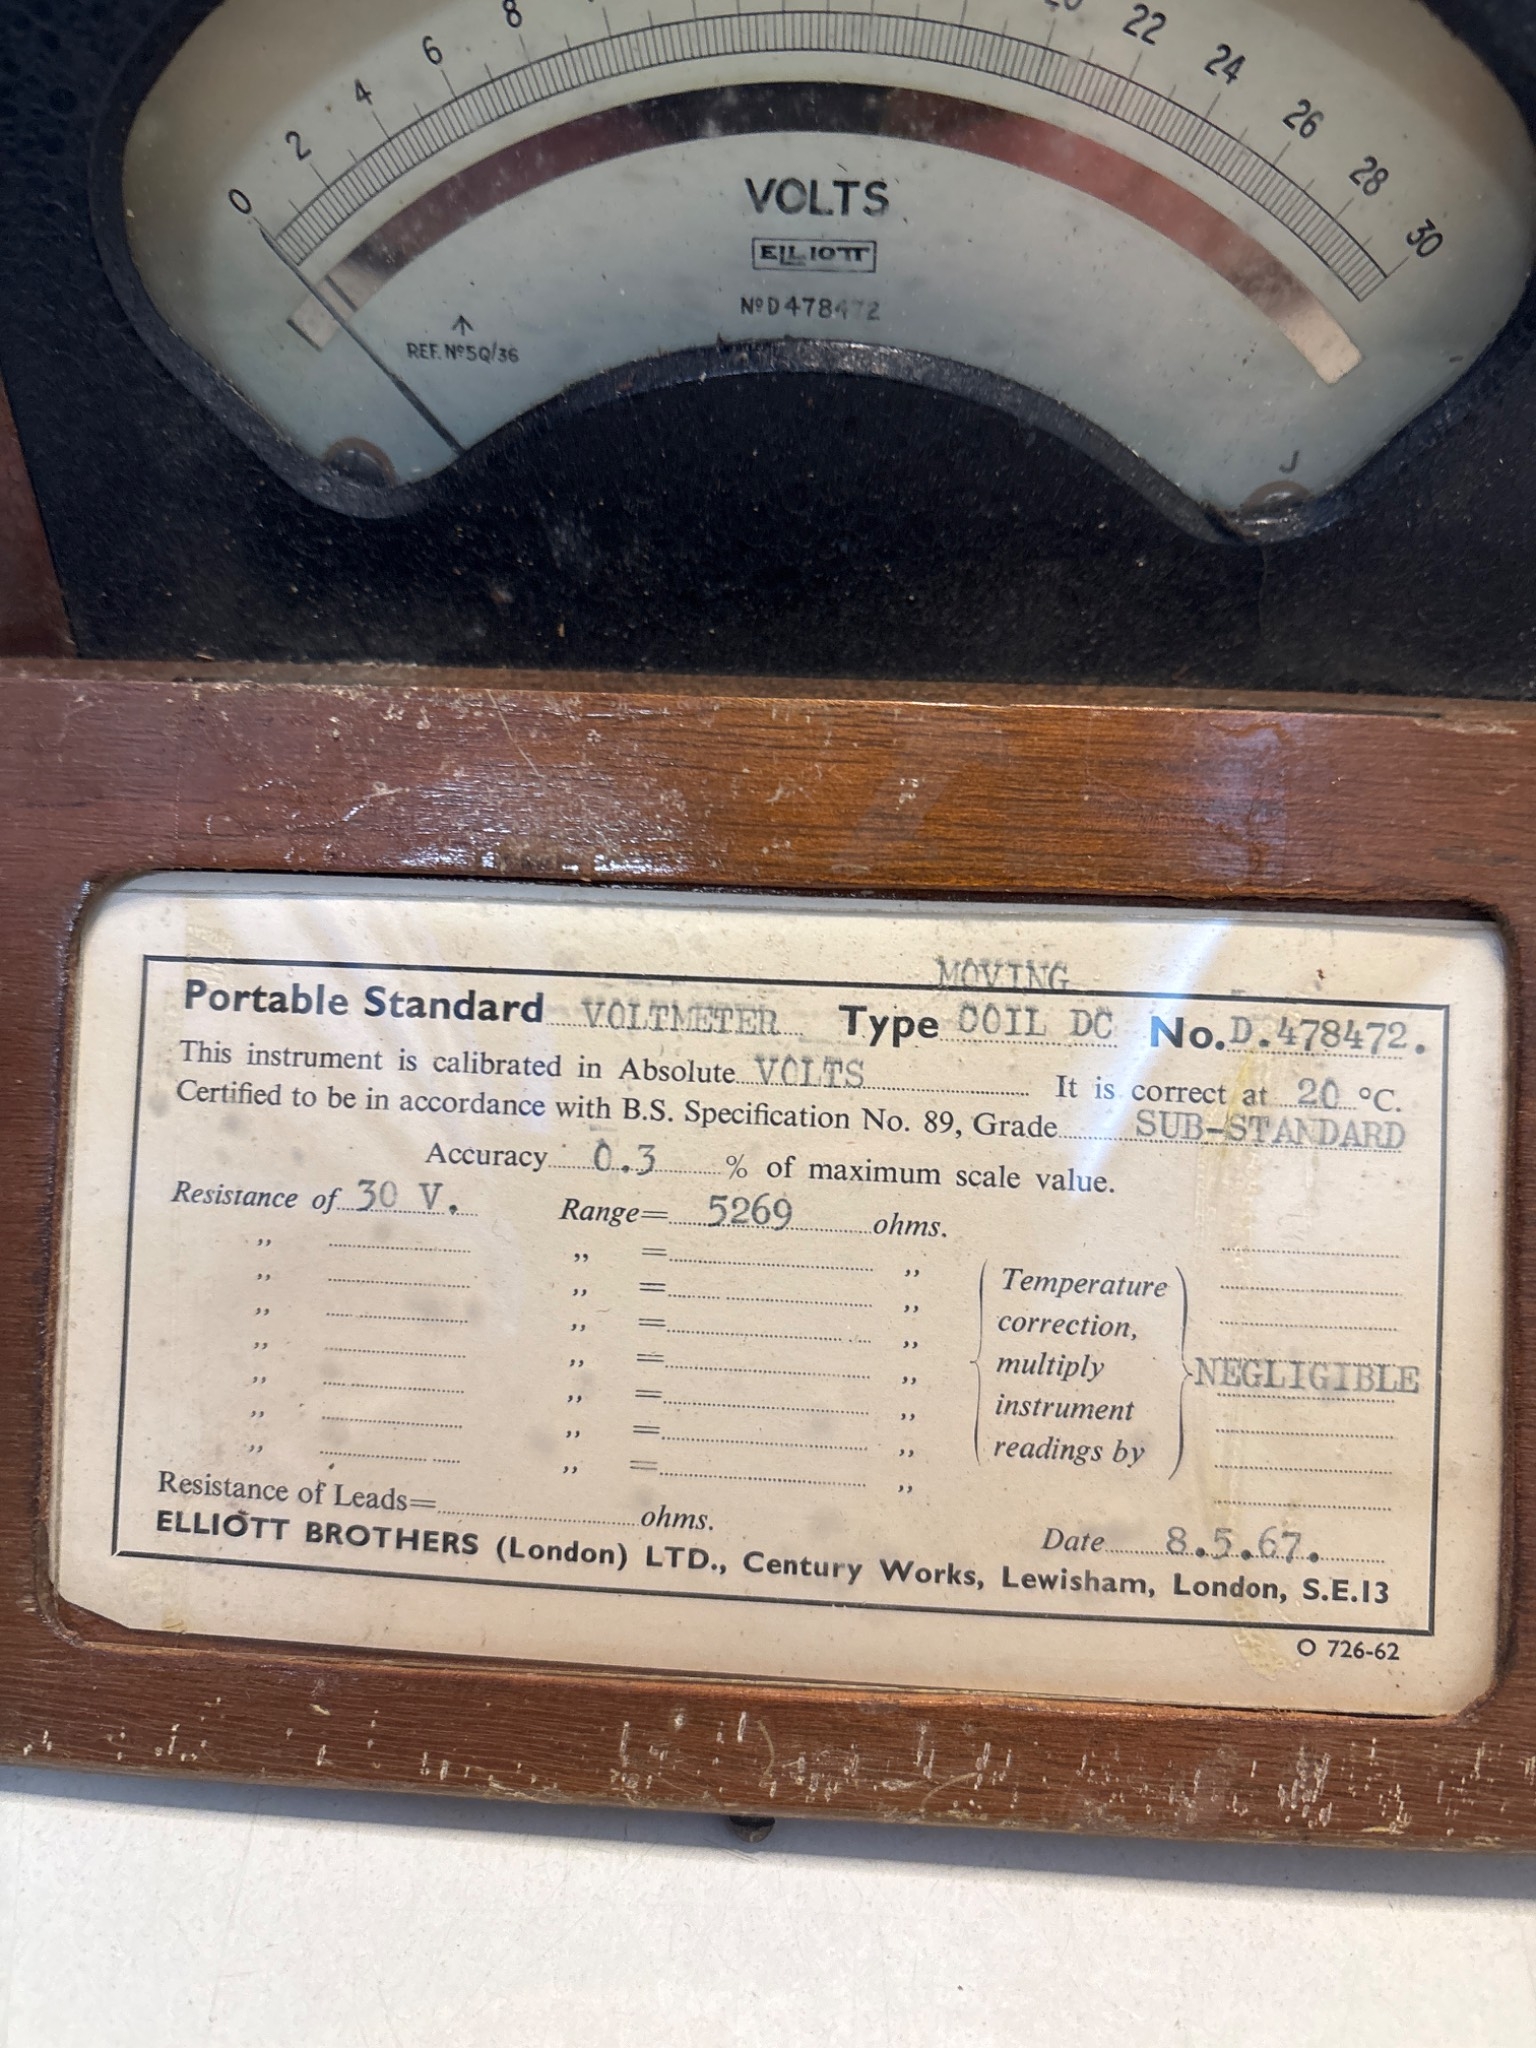 0 2 4 6 8 20 22 24 26 28 30
VOLTS
ELLIOTT
Nº D478472
REF. Nº 5Q/36
J
MOVING
Portable Standard VOLTMETER Type COIL DC No. D.478472.
This instrument is calibrated in Absolute VOLTS It is correct at 20 °C.
Certified to be in accordance with B.S. Specification No. 89, Grade SUB-STANDARD
Accuracy 0.3 % of maximum scale value.
Resistance of 30 V. Range= 5269 ohms.
,, ,, = ,,
,, ,, = ,, Temperature
,, ,, = ,, correction,
,, ,, = ,, multiply NEGLIGIBLE
,, ,, = ,, instrument
,, ,, = ,, readings by
,, ,, = ,,
Resistance of Leads= ohms.
Date 8.5.67.
ELLIOTT BROTHERS (London) LTD., Century Works, Lewisham, London, S.E.13
O 726-62